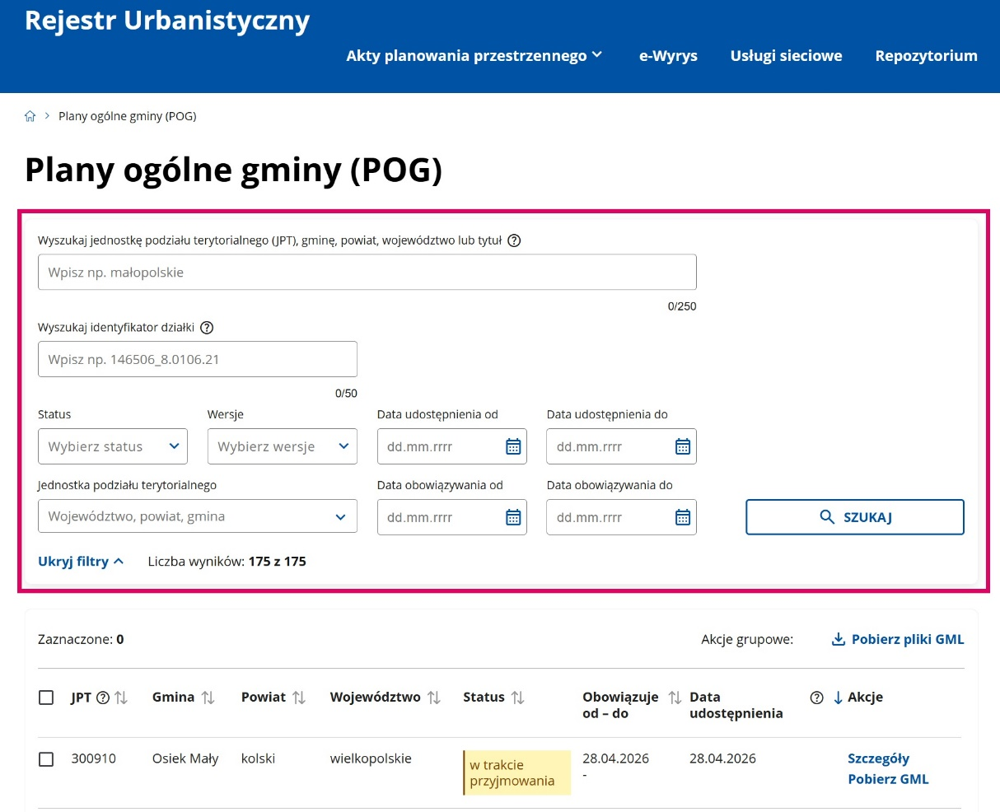 Rejestr Urbanistyczny
Akty planowania przestrzennego e-Wyrys Usługi sieciowe Repozytorium
Plany ogólne gminy (POG)
Plany ogólne gminy (POG)
Wyszukaj jednostkę podziału terytorialnego (JPT), gminę, powiat, województwo lub tytuł ?
Wpisz np. małopolskie
0/250
Wyszukaj identyfikator działki ?
Wpisz np. 146506_8.0106.21
0/50
Status Wersje Data udostępnienia od Data udostępnienia do
Wybierz status Wybierz wersje dd.mm.rrrr dd.mm.rrrr
Jednostka podziału terytorialnego Data obowiązywania od Data obowiązywania do
Województwo, powiat, gmina dd.mm.rrrr dd.mm.rrrr SZUKAJ
Ukryj filtry Liczba wyników: 175 z 175
Zaznaczone: 0 Akcje grupowe: Pobierz pliki GML
JPT ? Gmina Powiat Województwo Status Obowiązuje od – do Data udostępnienia ? Akcje
300910 Osiek Mały kolski wielkopolskie w trakcie przyjmowania 28.04.2026 - 28.04.2026 Szczegóły
Pobierz GML